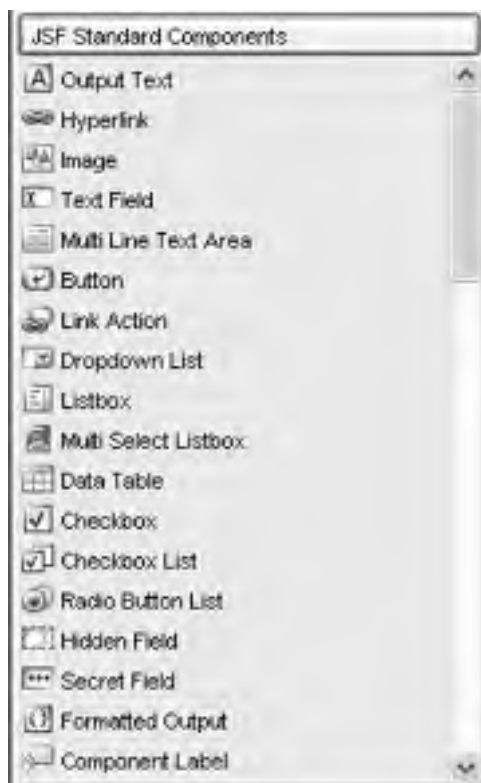 JSF Standard Components
Output Text
Hyperlink
Image
Text Field
Multi Line Text Area
Button
Link Action
Dropdown List
Listbox
Multi Select Listbox
Data Table
Checkbox
Checkbox List
Radio Button List
Hidden Field
Secret Field
Formatted Output
Component Label